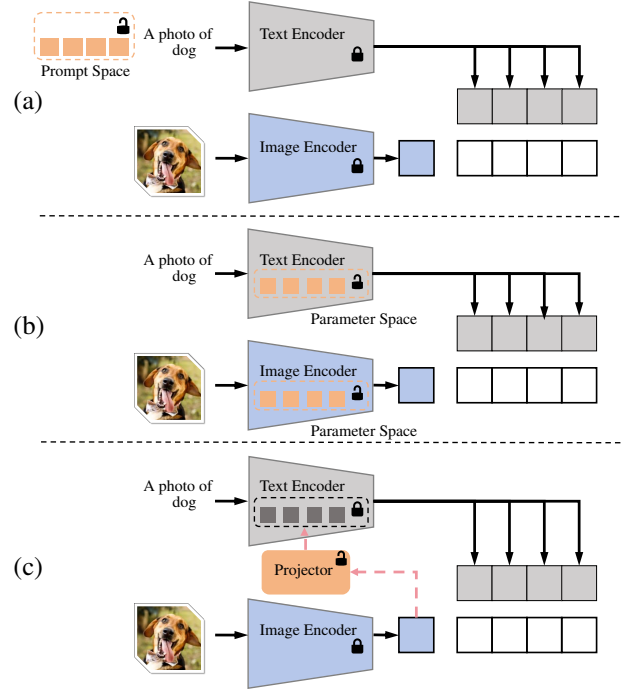 Prompt Space
A photo of
dog
Text Encoder
(a)
Image Encoder
A photo of
dog
Text Encoder
Parameter Space
(b)
Image Encoder
Parameter Space
A photo of
dog
Text Encoder
Projector
(c)
Image Encoder